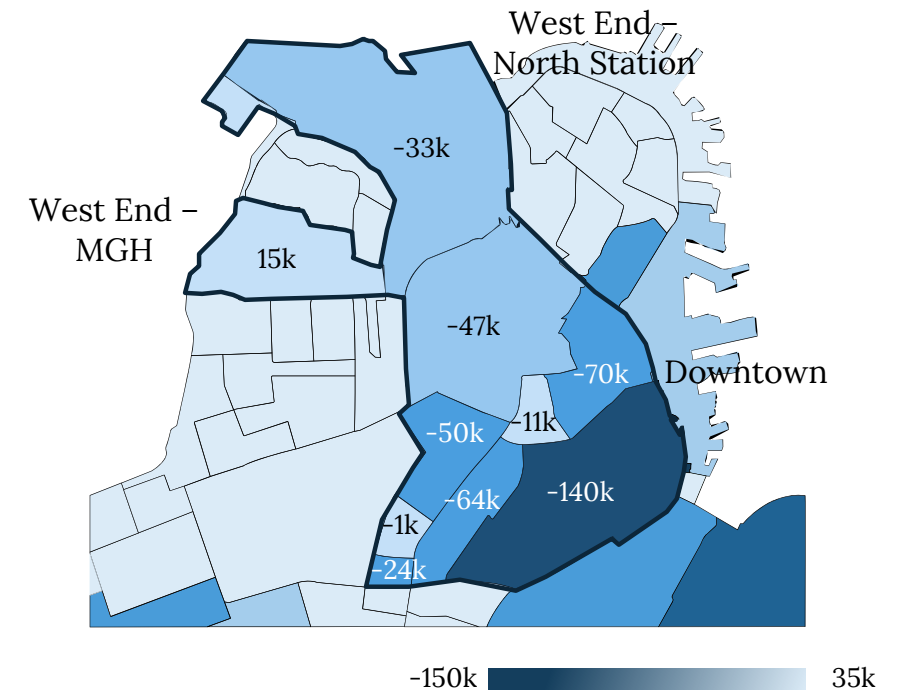 West End –
North Station
-33k
West End –
MGH
15k
-47k
-70k
Downtown
-11k
-50k
-64k
-140k
-1k
-24k
-150k
35k